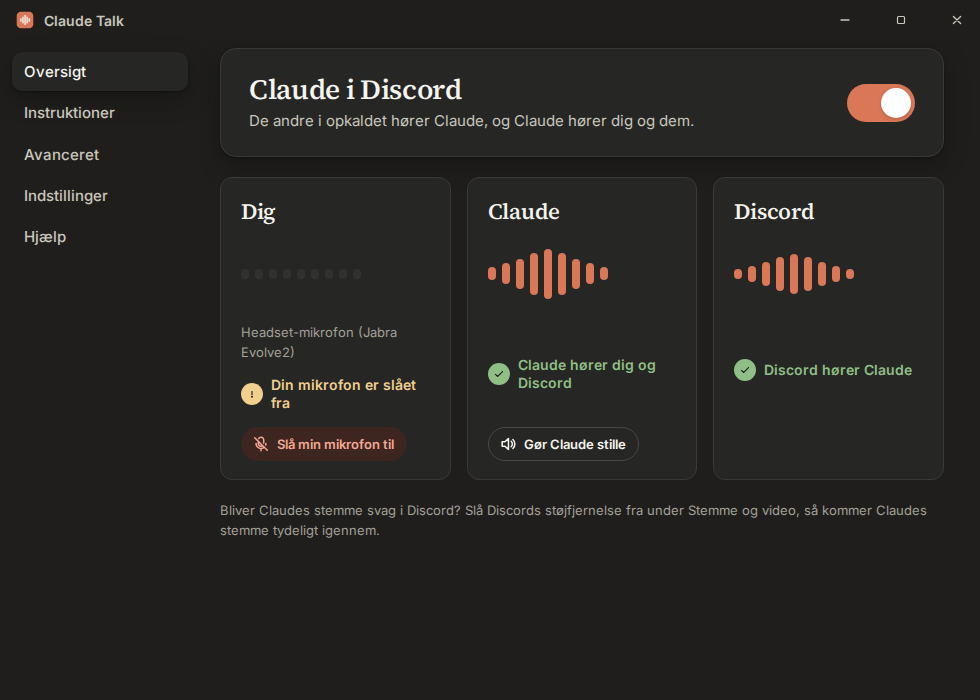 Claude Talk
Oversigt
Instruktioner
Avanceret
Indstillinger
Hjælp
Claude i Discord
De andre i opkaldet hører Claude, og Claude hører dig og dem.
Dig
Headset-mikrofon (Jabra
Evolve2)
Din mikrofon er slået
fra
Slå min mikrofon til
Claude
Claude hører dig og
Discord
Gør Claude stille
Discord
Discord hører Claude
Bliver Claudes stemme svag i Discord? Slå Discords støjfjernelse fra under Stemme og video, så kommer Claudes
stemme tydeligt igennem.